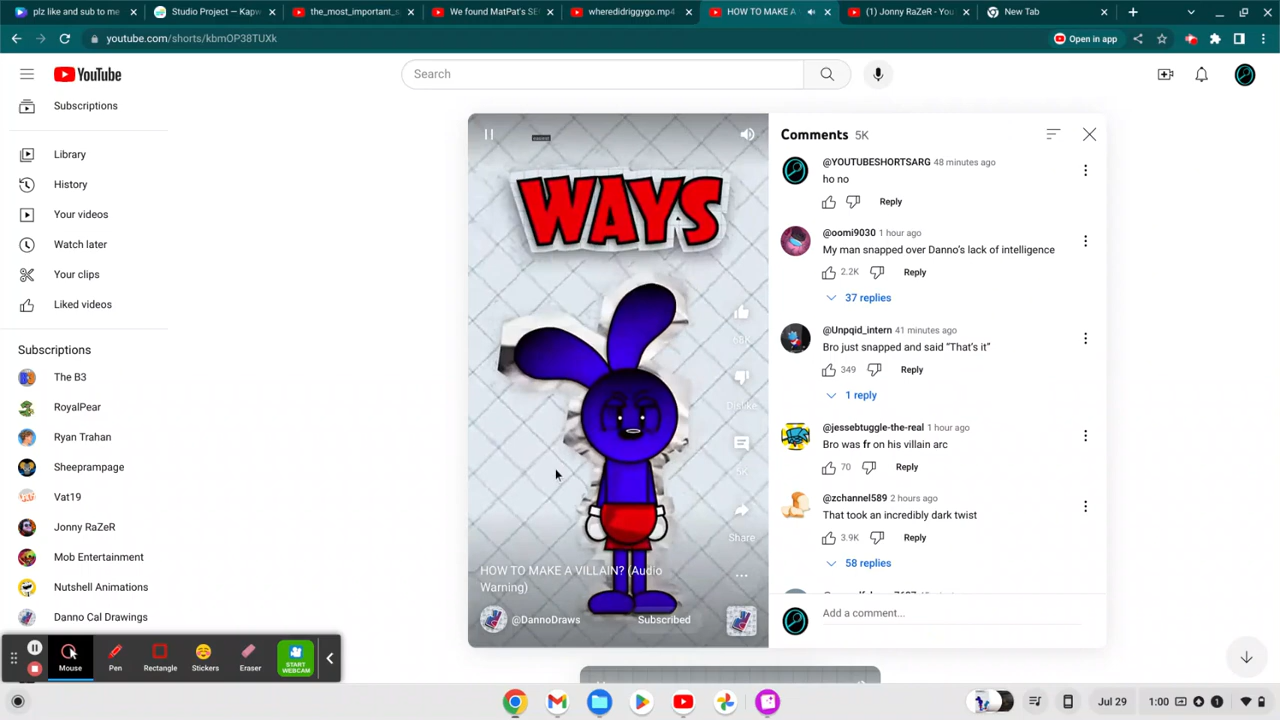 plz like and sub to me
Studio Project — Kapw
the_most_important_s
We found MatPat's SE
wheredidriggygo.mp4
HOW TO MAKE A
(1) Jonny RaZeR - You
New Tab
youtube.com/shorts/kbmOP38TUXk
Open in app
YouTube
Search
Subscriptions
Library
History
Your videos
Watch later
Your clips
Liked videos
Subscriptions
The B3
RoyalPear
Ryan Trahan
Sheeprampage
Vat19
Jonny RaZeR
Mob Entertainment
Nutshell Animations
Danno Cal Drawings
WAYS
68K
Dislike
5K
Share
HOW TO MAKE A VILLAIN? (Audio
Warning)
@DannoDraws
Subscribed
Comments 5K
@YOUTUBESHORTSARG 48 minutes ago
ho no
Reply
@oomi9030 1 hour ago
My man snapped over Danno's lack of intelligence
2.2K Reply
37 replies
@Unpqid_intern 41 minutes ago
Bro just snapped and said “That's it”
349 Reply
1 reply
@jessebtuggle-the-real 1 hour ago
Bro was fr on his villain arc
70 Reply
@zchannel589 2 hours ago
That took an incredibly dark twist
3.9K Reply
58 replies
Add a comment...
Mouse
Pen
Rectangle
Stickers
Eraser
START
WEBCAM
Jul 29
1:00
1